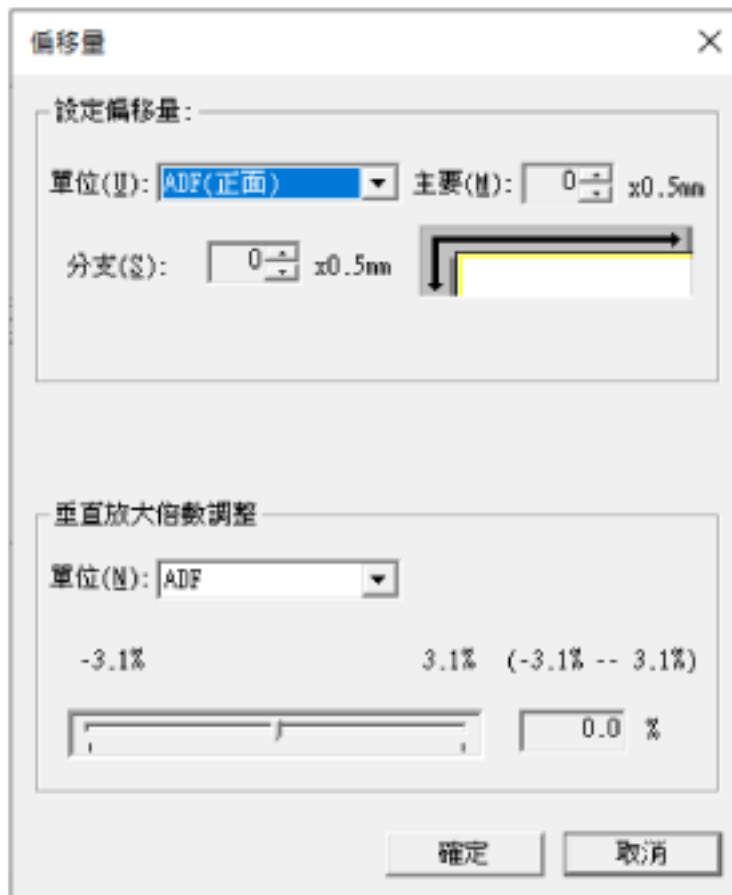 偏移量
設定偏移量:
單位(U): ADF(正面) 主要(M): 0 x0.5mm
分支(S): 0 x0.5mm
垂直放大倍數調整
單位(N): ADF
-3.1% 3.1% (-3.1% -- 3.1%)
0.0 %
確定 取消